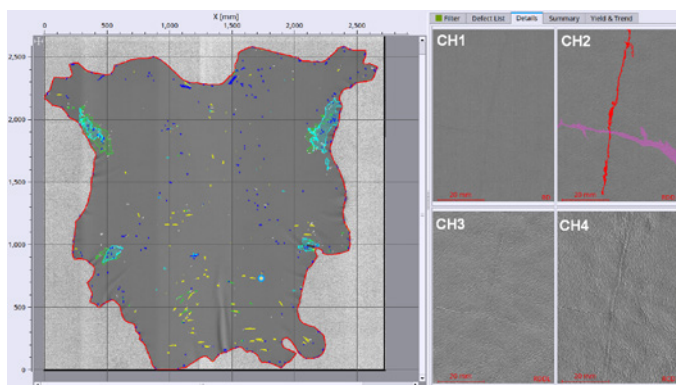 X [mm]
0
500
1,000
1,500
2,000
2,500
2,500
2,000
1,500
1,000
500
0
Filter
Defect List
Details
Summary
Yield & Trend
CH1
CH2
20 mm
20 mm
CH3
CH4
20 mm
20 mm